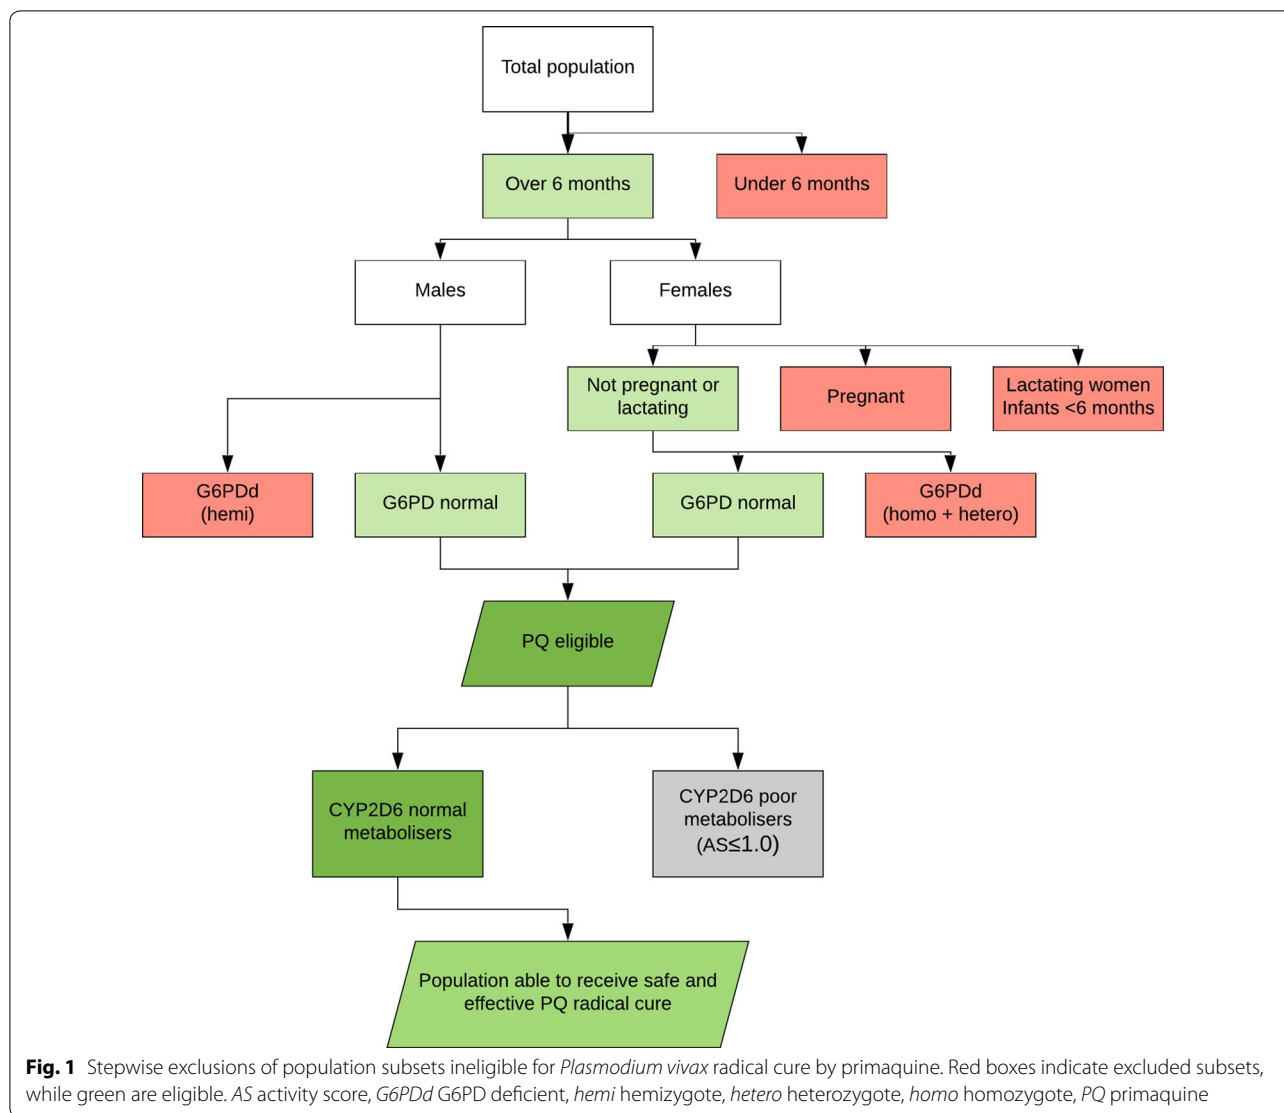 Total population
Over 6 months
Under 6 months
Males
Females
Not pregnant or
lactating
Pregnant
Lactating women
Infants <6 months
G6PDd
(hemi)
G6PD normal
G6PD normal
G6PDd
(homo + hetero)
PQ eligible
CYP2D6 normal
metabolisers
CYP2D6 poor
metabolisers
(AS≤1.0)
Population able to receive safe and
effective PQ radical cure
Fig. 1 Stepwise exclusions of population subsets ineligible for Plasmodium vivax radical cure by primaquine. Red boxes indicate excluded subsets,
while green are eligible. AS activity score, G6PDd G6PD deficient, hemi hemizygote, hetero heterozygote, homo homozygote, PQ primaquine